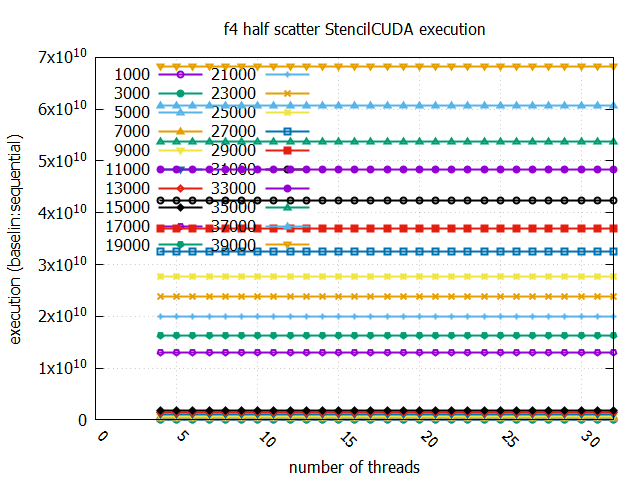 f4 half scatter StencilCUDA execution
7x10^10
6x10^10
5x10^10
4x10^10
3x10^10
2x10^10
1x10^10
0
execution (baselin:sequential)
1000 21000
3000 23000
5000 25000
7000 27000
9000 29000
11000 31000
13000 33000
15000 35000
17000 37000
19000 39000
0 5 10 15 20 25 30
number of threads